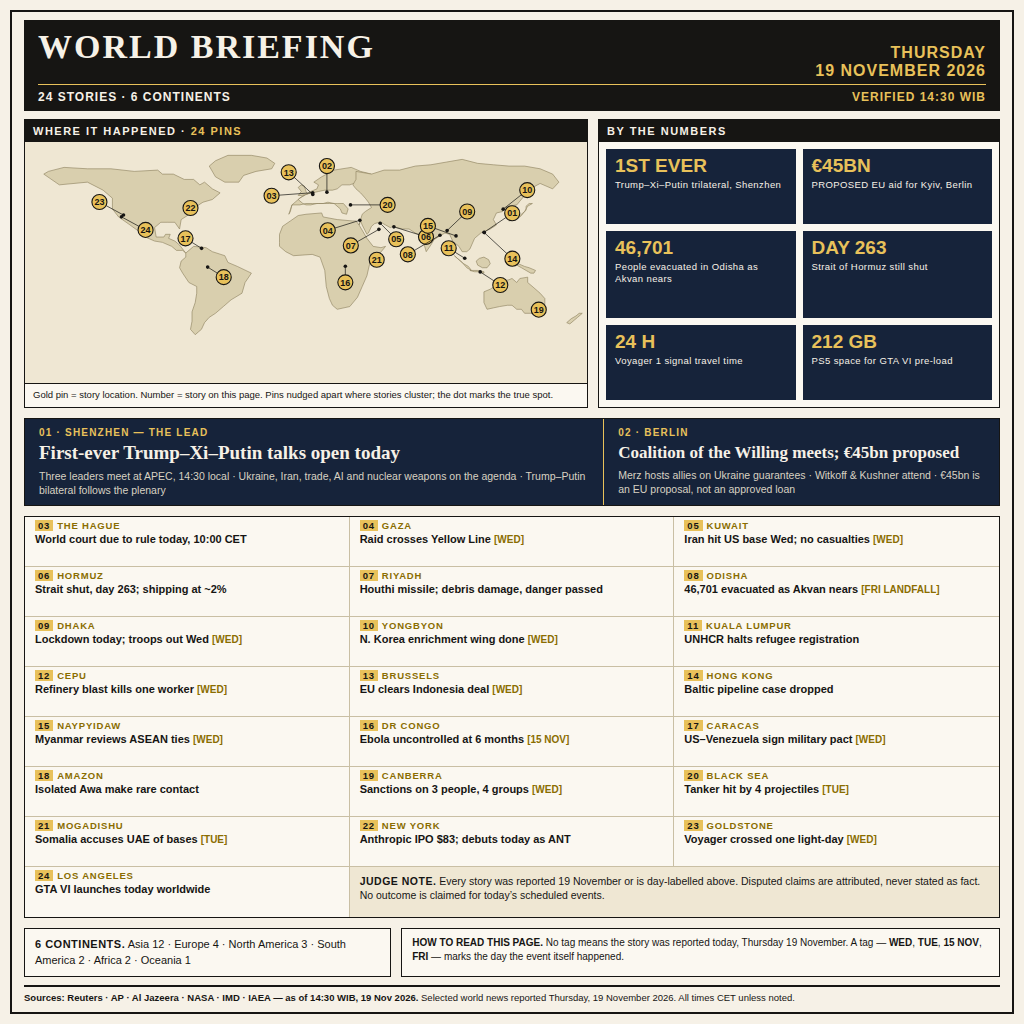 WORLD BRIEFING
THURSDAY
19 NOVEMBER 2026
24 STORIES · 6 CONTINENTS
VERIFIED 14:30 WIB
WHERE IT HAPPENED · 24 PINS
13
02
03
23
22
24
17
18
20
04
07
05
06
15
09
10
01
08
11
21
16
14
12
19
Gold pin = story location. Number = story on this page. Pins nudged apart where stories cluster; the dot marks the true spot.
BY THE NUMBERS
1ST EVER
Trump–Xi–Putin trilateral, Shenzhen
€45BN
PROPOSED EU aid for Kyiv, Berlin
46,701
People evacuated in Odisha as
Akvan nears
DAY 263
Strait of Hormuz still shut
24 H
Voyager 1 signal travel time
212 GB
PS5 space for GTA VI pre-load
01 · SHENZHEN — THE LEAD
First-ever Trump–Xi–Putin talks open today
Three leaders meet at APEC, 14:30 local · Ukraine, Iran, trade, AI and nuclear weapons on the agenda · Trump–Putin
bilateral follows the plenary
02 · BERLIN
Coalition of the Willing meets; €45bn proposed
Merz hosts allies on Ukraine guarantees · Witkoff & Kushner attend · €45bn is
an EU proposal, not an approved loan
03 THE HAGUE
World court due to rule today, 10:00 CET
04 GAZA
Raid crosses Yellow Line [WED]
05 KUWAIT
Iran hit US base Wed; no casualties [WED]
06 HORMUZ
Strait shut, day 263; shipping at ~2%
07 RIYADH
Houthi missile; debris damage, danger passed
08 ODISHA
46,701 evacuated as Akvan nears [FRI LANDFALL]
09 DHAKA
Lockdown today; troops out Wed [WED]
10 YONGBYON
N. Korea enrichment wing done [WED]
11 KUALA LUMPUR
UNHCR halts refugee registration
12 CEPU
Refinery blast kills one worker [WED]
13 BRUSSELS
EU clears Indonesia deal [WED]
14 HONG KONG
Baltic pipeline case dropped
15 NAYPYIDAW
Myanmar reviews ASEAN ties [WED]
16 DR CONGO
Ebola uncontrolled at 6 months [15 NOV]
17 CARACAS
US–Venezuela sign military pact [WED]
18 AMAZON
Isolated Awa make rare contact
19 CANBERRA
Sanctions on 3 people, 4 groups [WED]
20 BLACK SEA
Tanker hit by 4 projectiles [TUE]
21 MOGADISHU
Somalia accuses UAE of bases [TUE]
22 NEW YORK
Anthropic IPO $83; debuts today as ANT
23 GOLDSTONE
Voyager crossed one light-day [WED]
24 LOS ANGELES
GTA VI launches today worldwide
JUDGE NOTE. Every story was reported 19 November or is day-labelled above. Disputed claims are attributed, never stated as fact.
No outcome is claimed for today's scheduled events.
6 CONTINENTS. Asia 12 · Europe 4 · North America 3 · South
America 2 · Africa 2 · Oceania 1
HOW TO READ THIS PAGE. No tag means the story was reported today, Thursday 19 November. A tag — WED, TUE, 15 NOV,
FRI — marks the day the event itself happened.
Sources: Reuters · AP · Al Jazeera · NASA · IMD · IAEA — as of 14:30 WIB, 19 Nov 2026. Selected world news reported Thursday, 19 November 2026. All times CET unless noted.